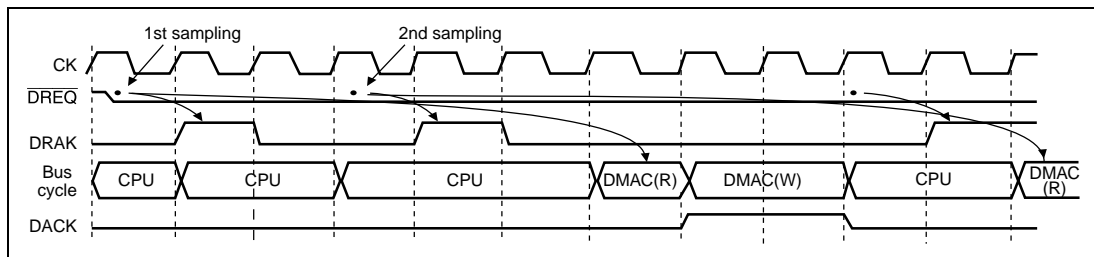 1st sampling
2nd sampling
CK
DREQ
DRAK
Bus
cycle
CPU
CPU
CPU
DMAC(R)
DMAC(W)
CPU
DMAC
(R)
DACK